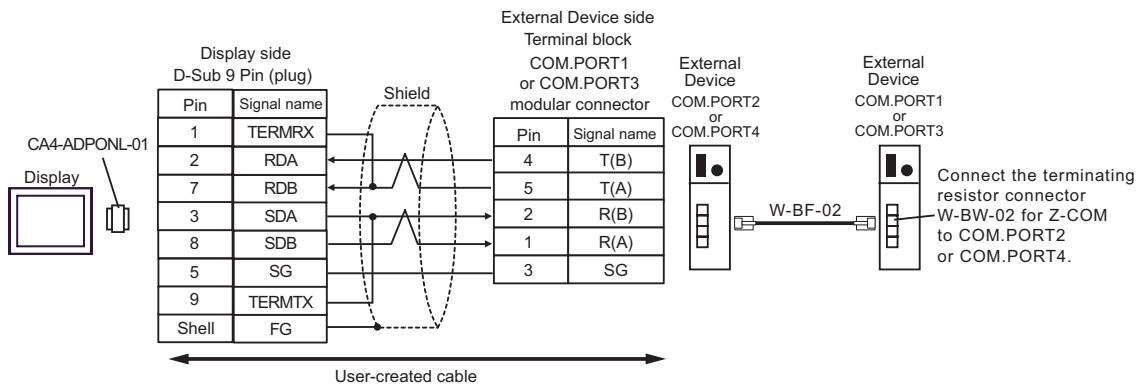 External Device side
Terminal block
COM.PORT1
or COM.PORT3
modular connector
Display side
D-Sub 9 Pin (plug)
Shield
External
Device
COM.PORT2
or
COM.PORT4
External
Device
COM.PORT1
or
COM.PORT3
CA4-ADPONL-01
Display
Pin Signal name
1 TERMRX
2 RDA
7 RDB
3 SDA
8 SDB
5 SG
9 TERMTX
Shell FG
Pin Signal name
4 T(B)
5 T(A)
2 R(B)
1 R(A)
3 SG
W-BF-02
Connect the terminating
resistor connector
W-BW-02 for Z-COM
to COM.PORT2
or COM.PORT4.
User-created cable